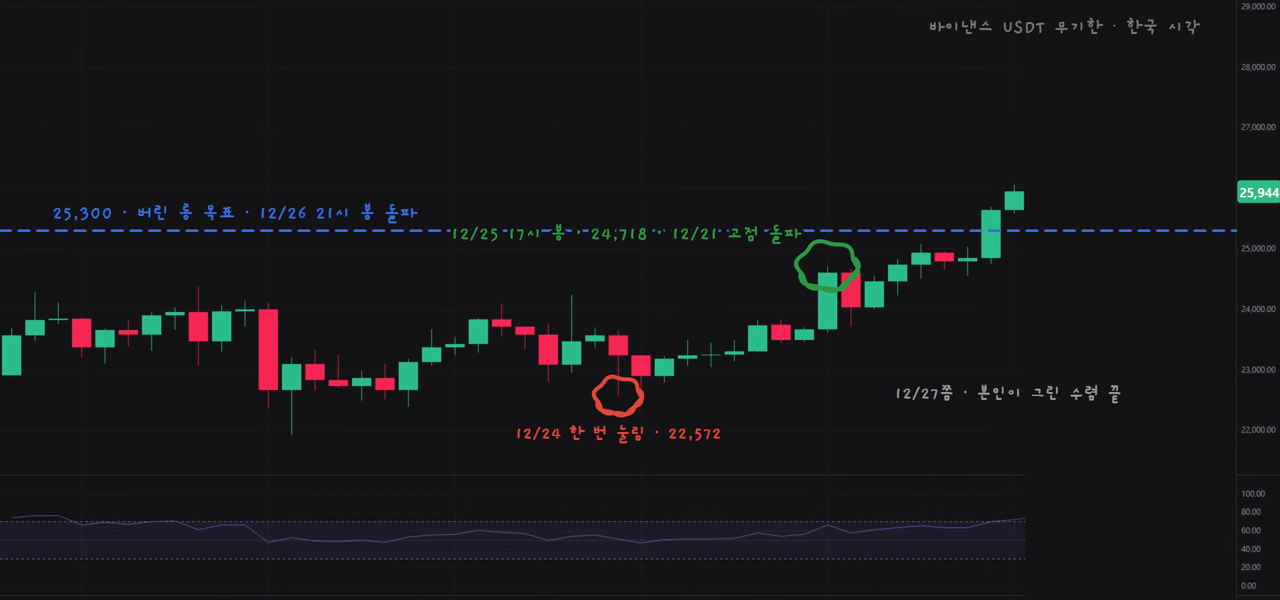 29,000.00
바이낸스 USDT 무기한 · 한국 시각
28,000.00
27,000.00
25,944
25,300 · 버린 롱 목표 · 12/26 21시 봉 돌파
12/25 17시 봉 · 24,718 · 12/21 고점 돌파
25,000.00
24,000.00
23,000.00
12/27쯤 · 본인이 그린 수렴 끝
12/24 한 번 눌림 · 22,572
22,000.00
100.00
80.00
60.00
40.00
20.00
0.00